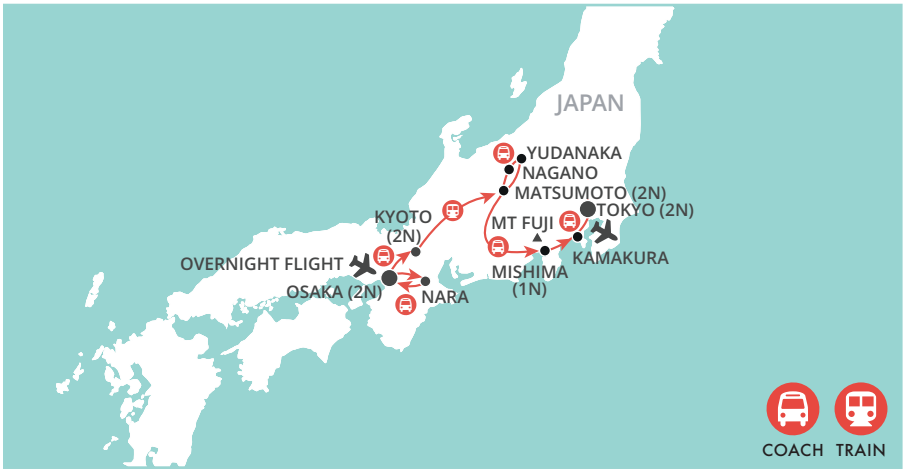 JAPAN
YUDANAKA
NAGANO
MATSUMOTO (2N)
TOKYO (2N)
KYOTO
(2N)
MT FUJI
KAMAKURA
OVERNIGHT FLIGHT
MISHIMA
(1N)
OSAKA (2N)
NARA
COACH
TRAIN